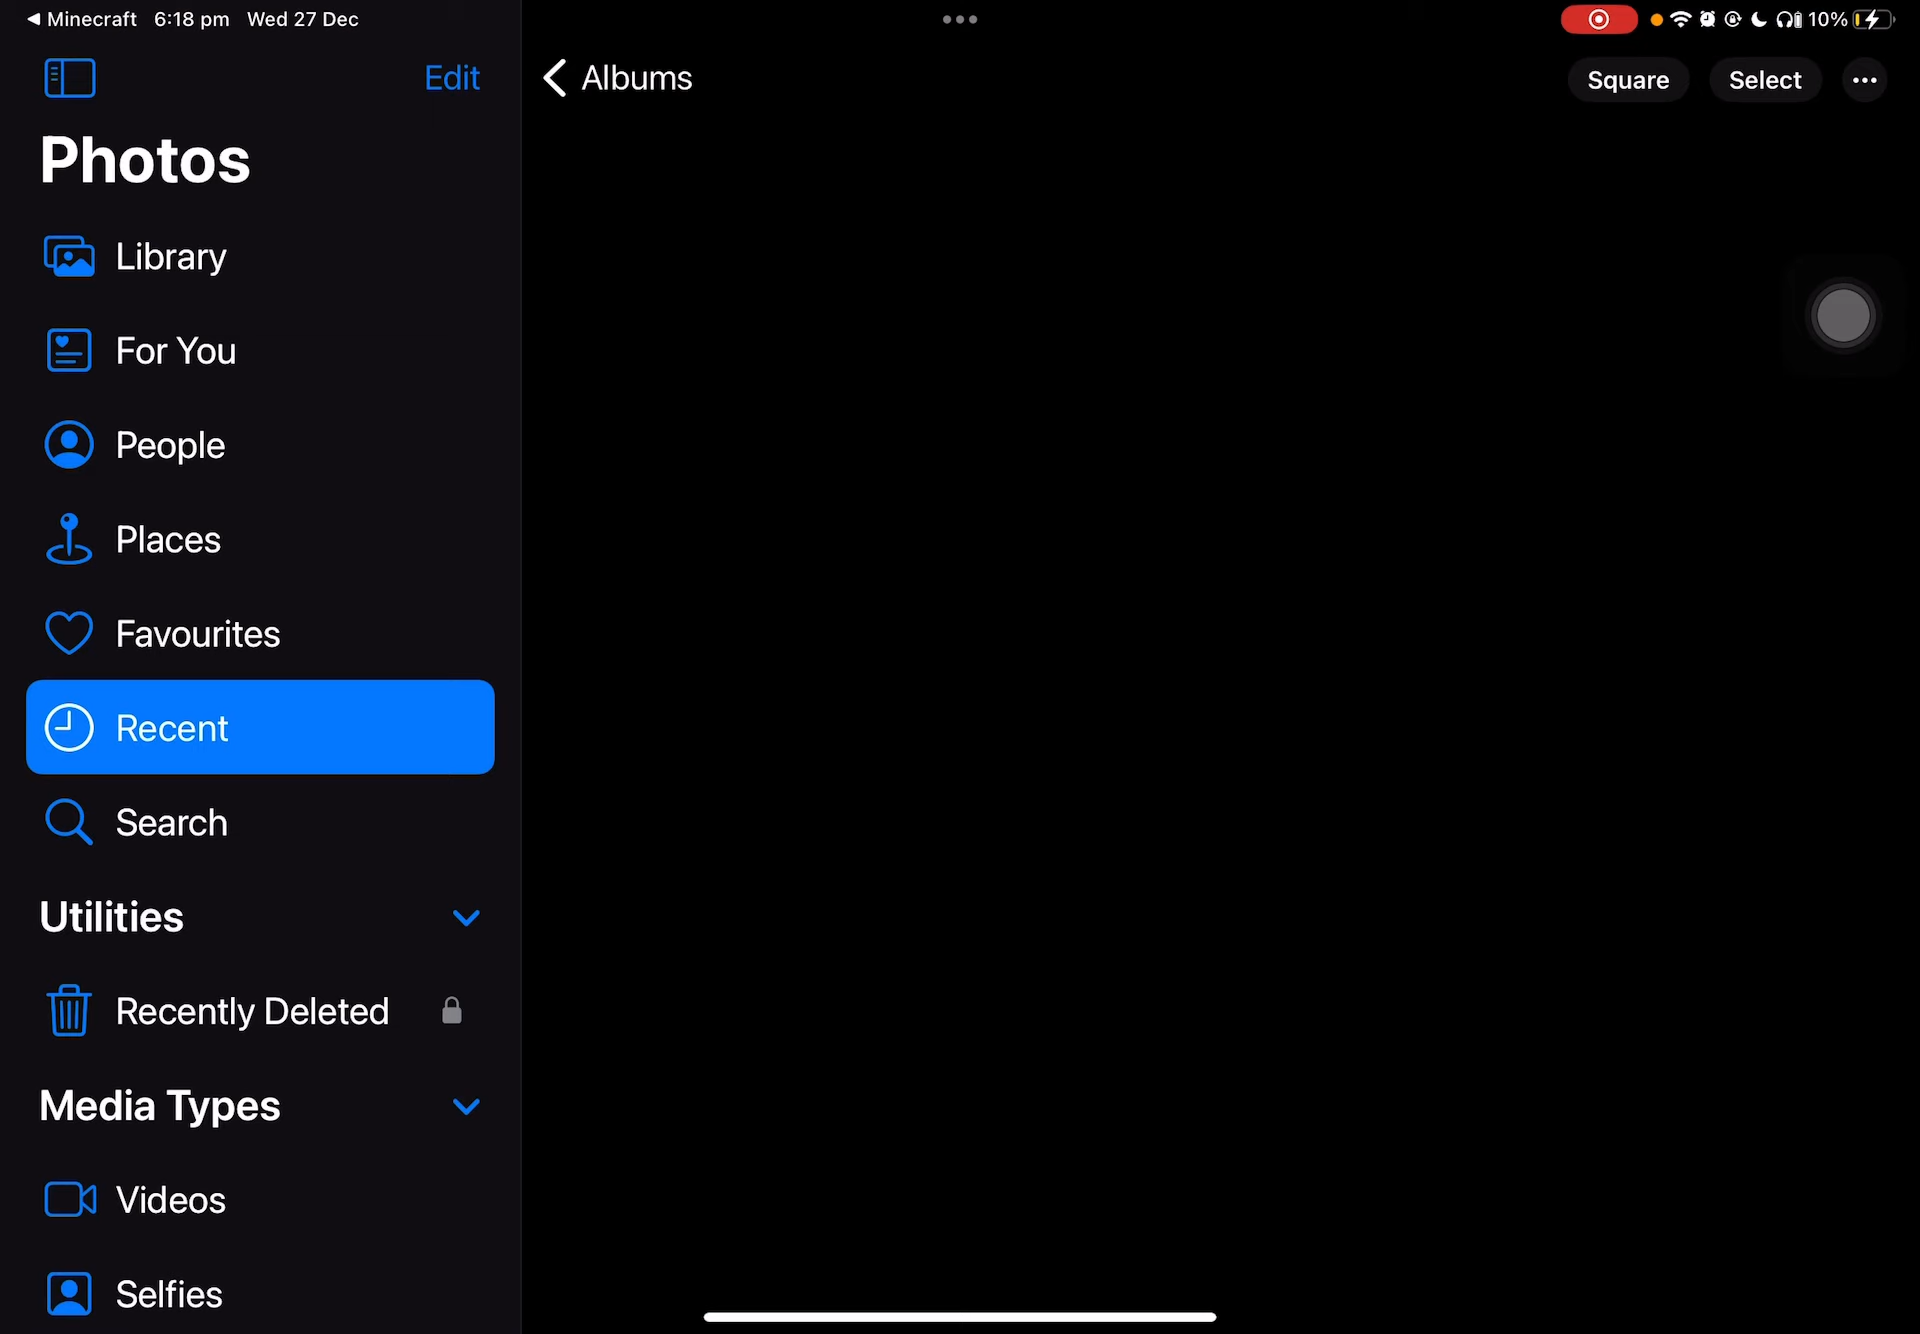 Minecraft 6:18 pm Wed 27 Dec
10%
Edit
Albums
Square
Select
Photos
Library
For You
People
Places
Favourites
Recent
Search
Utilities
Recently Deleted
Media Types
Videos
Selfies